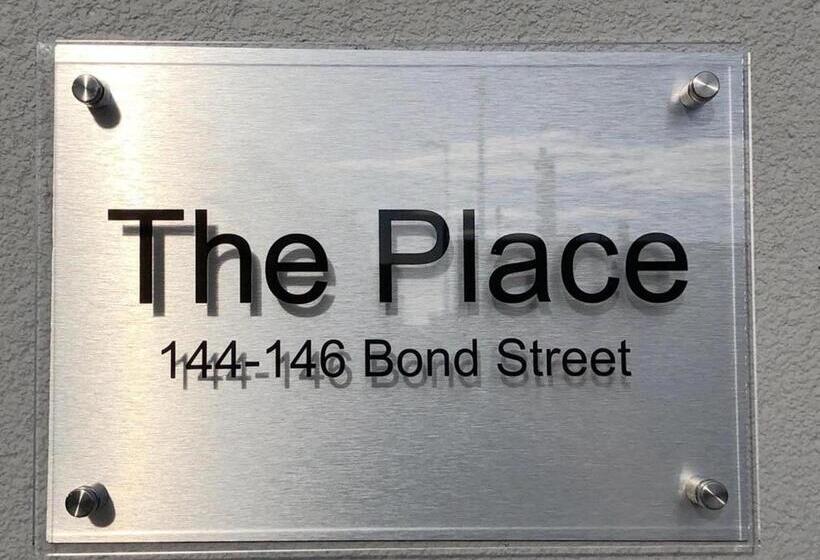 The Place
144-146 Bond Street